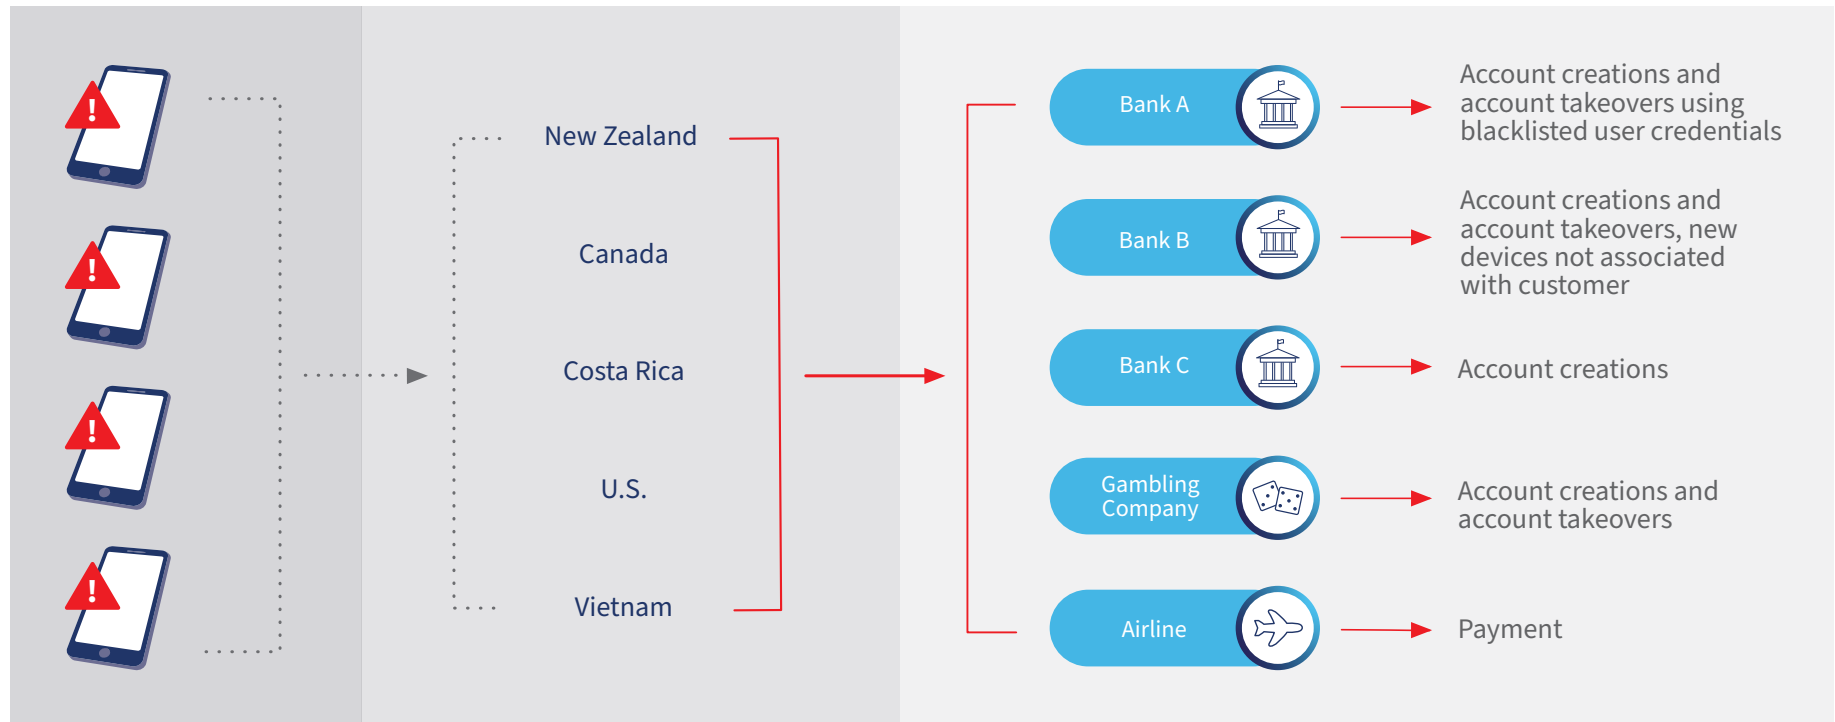 !
!
!
!
New Zealand
Canada
Costa Rica
U.S.
Vietnam
Bank A
Account creations and
account takeovers using
blacklisted user credentials
Bank B
Account creations and
account takeovers, new
devices not associated
with customer
Bank C
Account creations
Gambling
Company
Account creations and
account takeovers
Airline
Payment